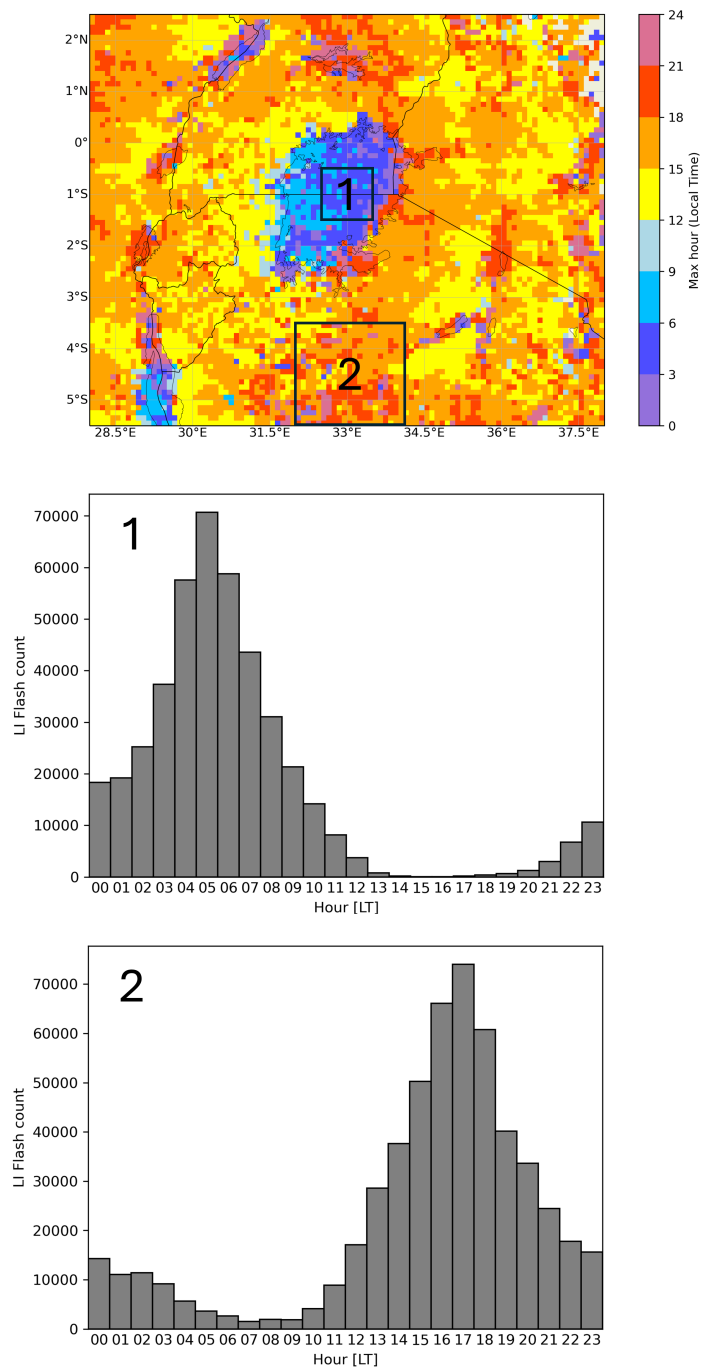 24
2°N
21
1°N
18
0°
15
1
1°S
12
2°S
9
3°S
6
4°S
2
3
5°S
0
28.5°E 30°E 31.5°E 33°E 34.5°E 36°E 37.5°E
Max hour (Local Time)
1
70000
60000
50000
40000
30000
20000
10000
0
LI Flash count
00 01 02 03 04 05 06 07 08 09 10 11 12 13 14 15 16 17 18 19 20 21 22 23
Hour [LT]
2
70000
60000
50000
40000
30000
20000
10000
0
LI Flash count
00 01 02 03 04 05 06 07 08 09 10 11 12 13 14 15 16 17 18 19 20 21 22 23
Hour [LT]